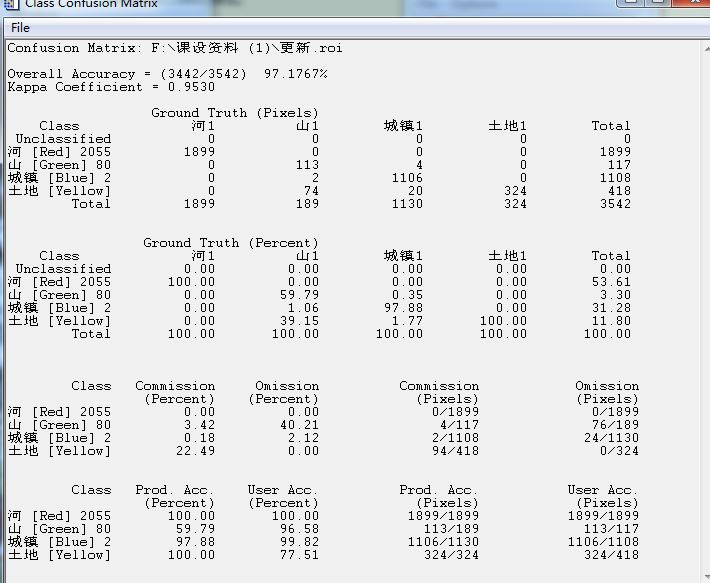 Class Confusion Matrix
File
Confusion Matrix: F:\课设资料 (1)\更新.roi
Overall Accuracy = (3442/3542)  97.1767%
Kappa Coefficient = 0.9530
Ground Truth (Pixels)
Class 河1 山1 城镇1 土地1 Total
Unclassified 0 0 0 0 0
河 [Red] 2055 1899 0 0 0 1899
山 [Green] 80 0 113 4 0 117
城镇 [Blue] 2 0 2 1106 0 1108
土地 [Yellow] 0 74 20 324 418
Total 1899 189 1130 324 3542
Ground Truth (Percent)
Class 河1 山1 城镇1 土地1 Total
Unclassified 0.00 0.00 0.00 0.00 0.00
河 [Red] 2055 100.00 0.00 0.00 0.00 53.61
山 [Green] 80 0.00 59.79 0.35 0.00 3.30
城镇 [Blue] 2 0.00 1.06 97.88 0.00 31.28
土地 [Yellow] 0.00 39.15 1.77 100.00 11.80
Total 100.00 100.00 100.00 100.00 100.00
Class Commission Omission Commission Omission
(Percent) (Percent) (Pixels) (Pixels)
河 [Red] 2055 0.00 0.00 0/1899 0/1899
山 [Green] 80 3.42 40.21 4/117 76/189
城镇 [Blue] 2 0.18 2.12 2/1108 24/1130
土地 [Yellow] 22.49 0.00 94/418 0/324
Class Prod. Acc. User Acc. Prod. Acc. User Acc.
(Percent) (Percent) (Pixels) (Pixels)
河 [Red] 2055 100.00 100.00 1899/1899 1899/1899
山 [Green] 80 59.79 96.58 113/189 113/117
城镇 [Blue] 2 97.88 99.82 1106/1130 1106/1108
土地 [Yellow] 100.00 77.51 324/324 324/418